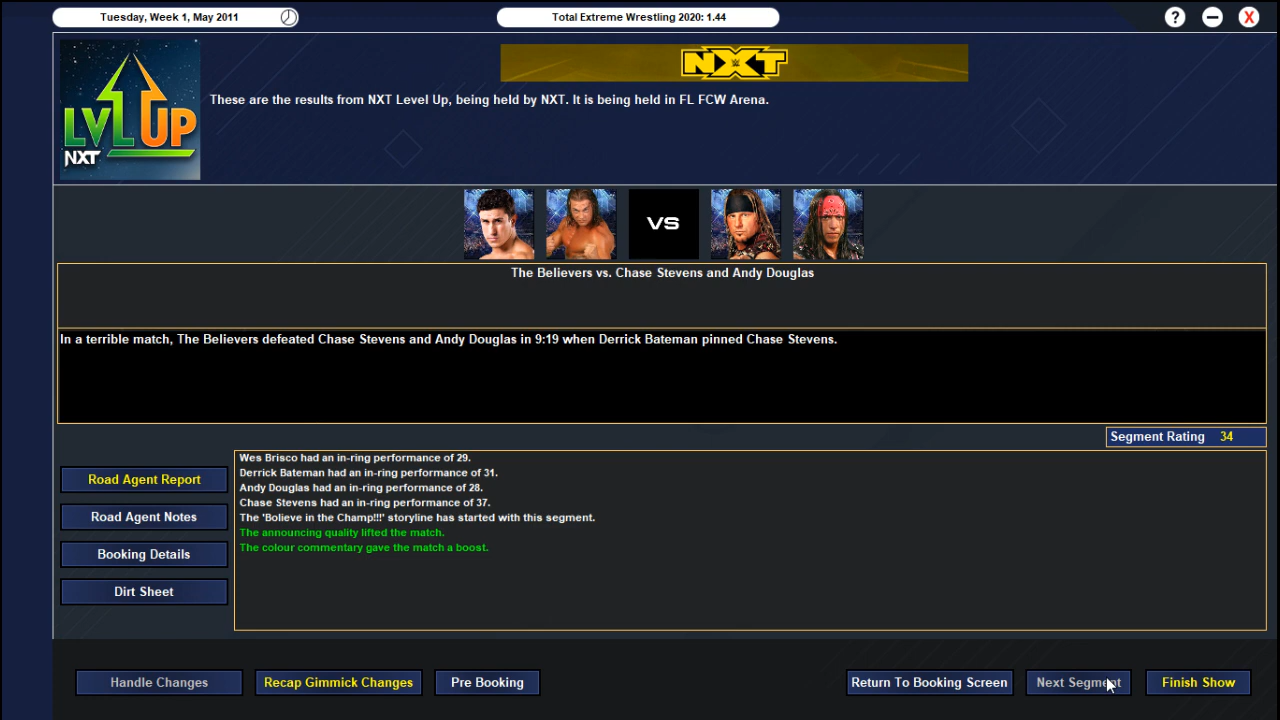 Tuesday, Week 1, May 2011
Total Extreme Wrestling 2020: 1.44
? X
LVL UP
NXT
NXT
These are the results from NXT Level Up, being held by NXT. It is being held in FL FCW Arena.
VS
The Believers vs. Chase Stevens and Andy Douglas
In a terrible match, The Believers defeated Chase Stevens and Andy Douglas in 9:19 when Derrick Bateman pinned Chase Stevens.
Segment Rating 34
Road Agent Report
Road Agent Notes
Booking Details
Dirt Sheet
Wes Brisco had an in-ring performance of 29.
Derrick Bateman had an in-ring performance of 31.
Andy Douglas had an in-ring performance of 28.
Chase Stevens had an in-ring performance of 37.
The 'Bolieve in the Champ!!!' storyline has started with this segment.
The announcing quality lifted the match.
The colour commentary gave the match a boost.
Handle Changes
Recap Gimmick Changes
Pre Booking
Return To Booking Screen
Next Segment
Finish Show